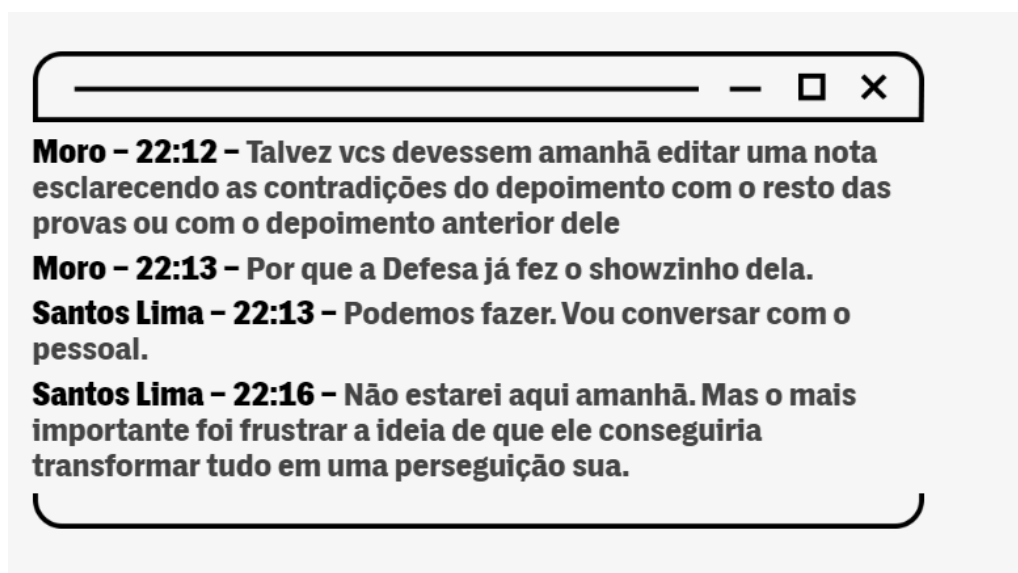 Moro – 22:12 – Talvez vcs devessem amanhã editar uma nota
esclarecendo as contradições do depoimento com o resto das
provas ou com o depoimento anterior dele
Moro – 22:13 – Por que a Defesa já fez o showzinho dela.
Santos Lima – 22:13 – Podemos fazer. Vou conversar com o
pessoal.
Santos Lima – 22:16 – Não estarei aqui amanhã. Mas o mais
importante foi frustrar a ideia de que ele conseguiria
transformar tudo em uma perseguição sua.